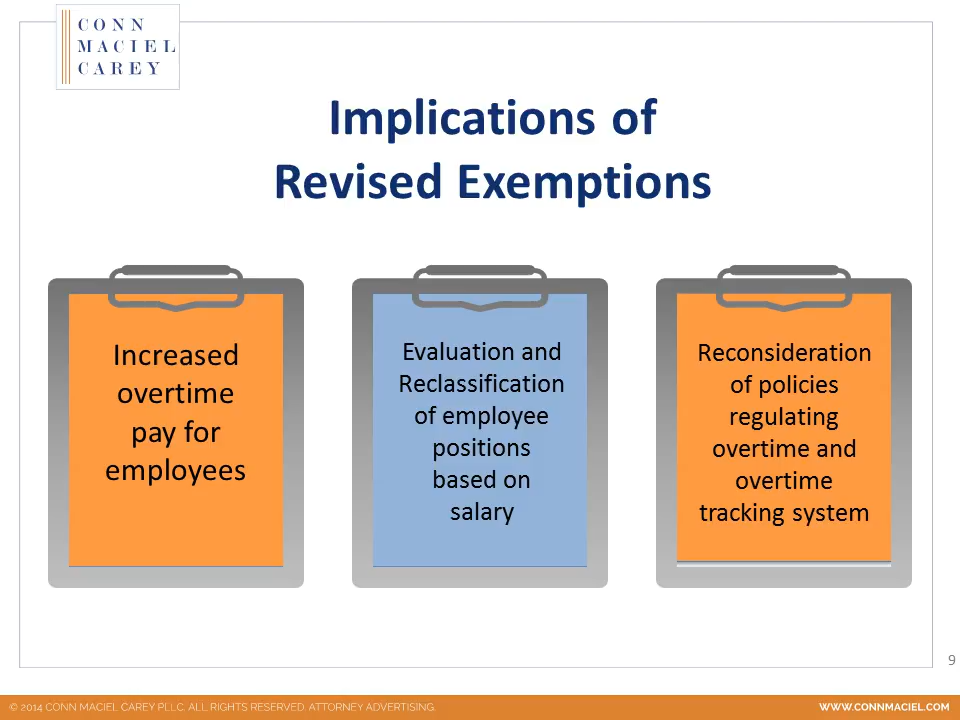 CONN
MACIEL
CAREY
Implications of
Revised Exemptions
Increased
overtime
pay for
employees
Evaluation and
Reclassification
of employee
positions
based on
salary
Reconsideration
of policies
regulating
overtime and
overtime
tracking system
9
© 2014 CONN MACIEL CAREY PLLC. ALL RIGHTS RESERVED. ATTORNEY ADVERTISING.
WWW.CONNMACIEL.COM